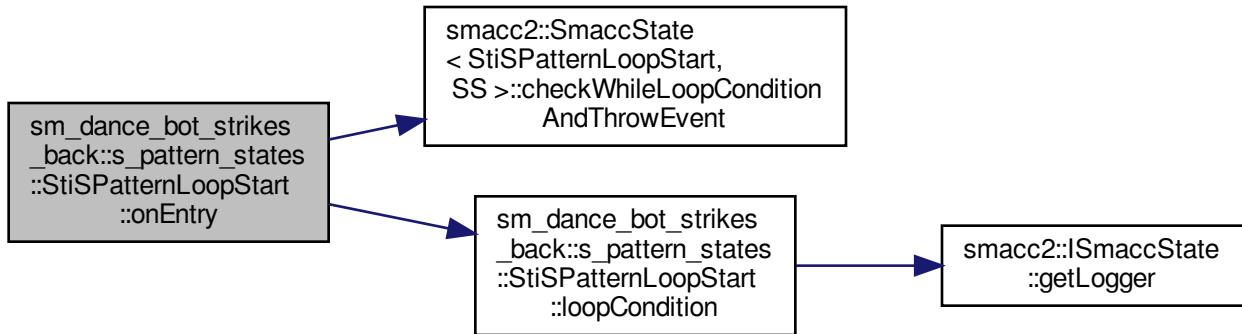 sm_dance_bot_strikes
_back::s_pattern_states
::StiSPatternLoopStart
::onEntry
smacc2::SmaccState
< StiSPatternLoopStart,
SS >::checkWhileLoopCondition
AndThrowEvent
sm_dance_bot_strikes
_back::s_pattern_states
::StiSPatternLoopStart
::loopCondition
smacc2::ISmaccState
::getLogger